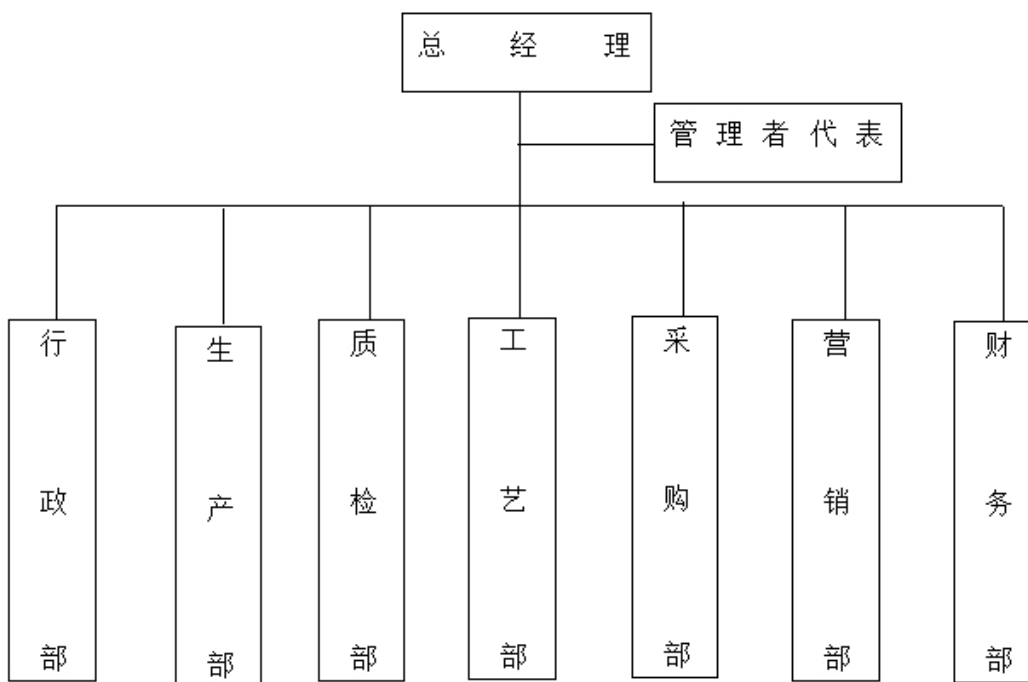 总经理
管理者代表
行政部
生产部
质检部
工艺部
采购部
营销部
财务部